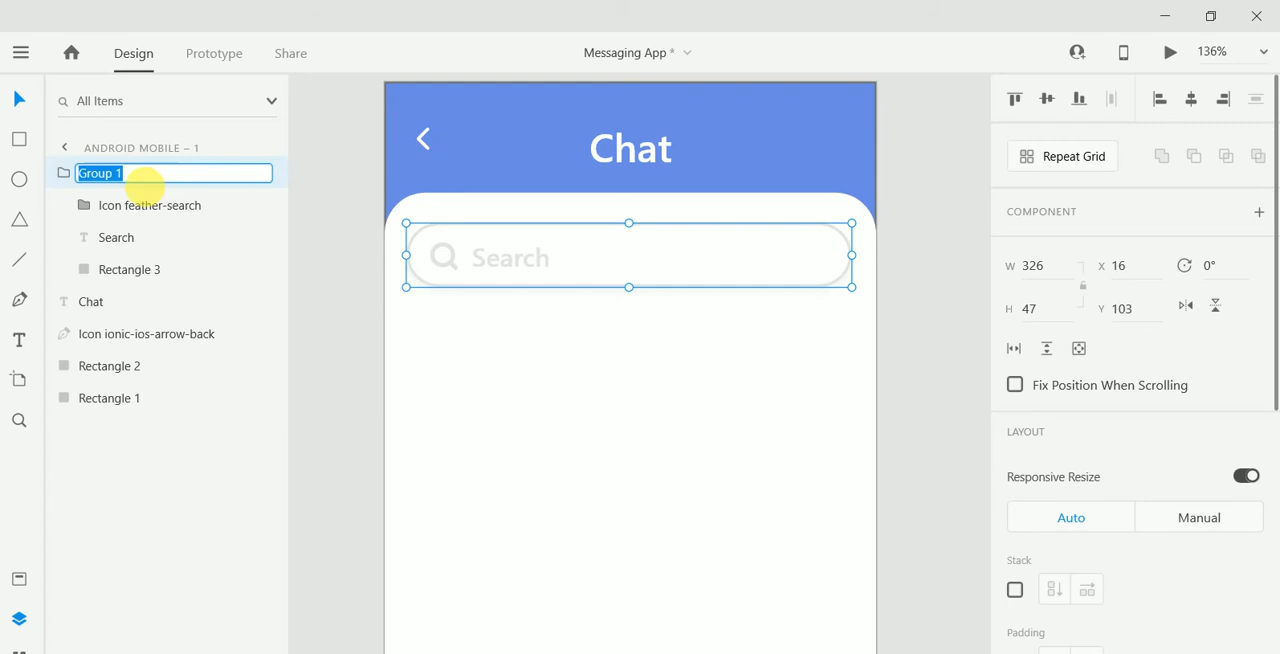 Design
Prototype
Share
Messaging App *
136%
All Items
ANDROID MOBILE – 1
Group 1
Icon feather-search
Search
Rectangle 3
Chat
Icon ionic-ios-arrow-back
Rectangle 2
Rectangle 1
Chat
Search
Repeat Grid
COMPONENT
W 326
X 16
0°
H 47
Y 103
Fix Position When Scrolling
LAYOUT
Responsive Resize
Auto
Manual
Stack
Padding